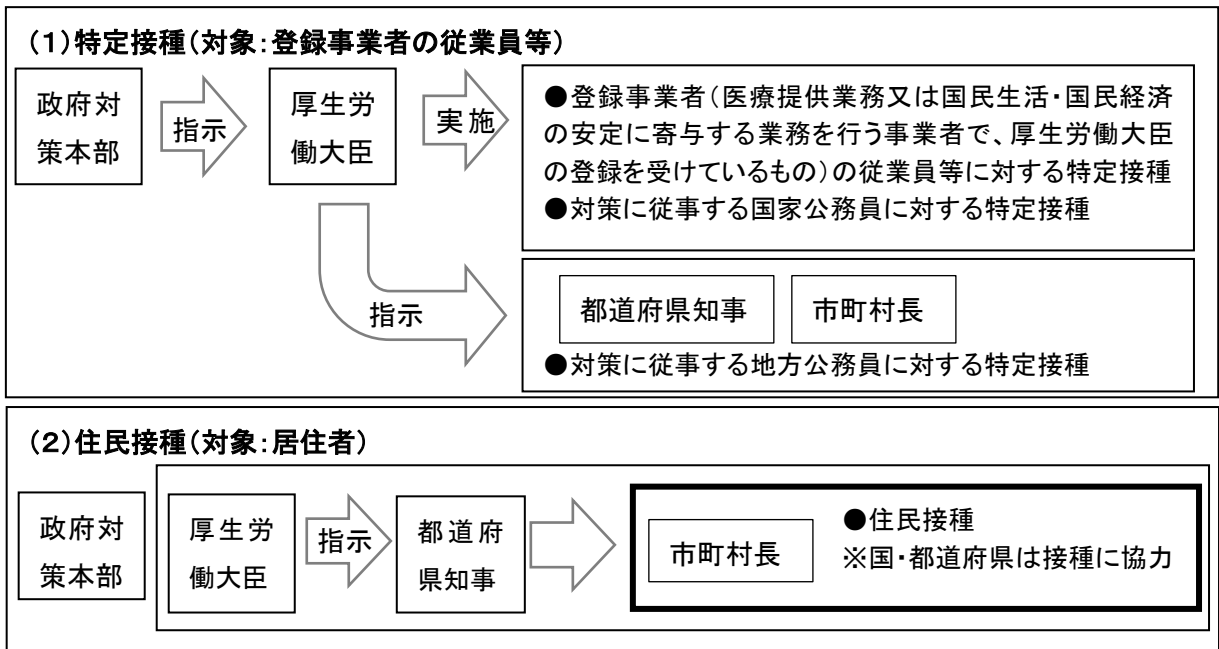 (1)特定接種(対象:登録事業者の従業員等)
政府対
策本部
指示
厚生労
働大臣
実施
●登録事業者(医療提供業務又は国民生活・国民経済
の安定に寄与する業務を行う事業者で、厚生労働大臣
の登録を受けているもの)の従業員等に対する特定接種
●対策に従事する国家公務員に対する特定接種
指示
都道府県知事
市町村長
●対策に従事する地方公務員に対する特定接種
(2)住民接種(対象:居住者)
政府対
策本部
厚生労
働大臣
指示
都道府
県知事
市町村長
●住民接種
※国・都道府県は接種に協力